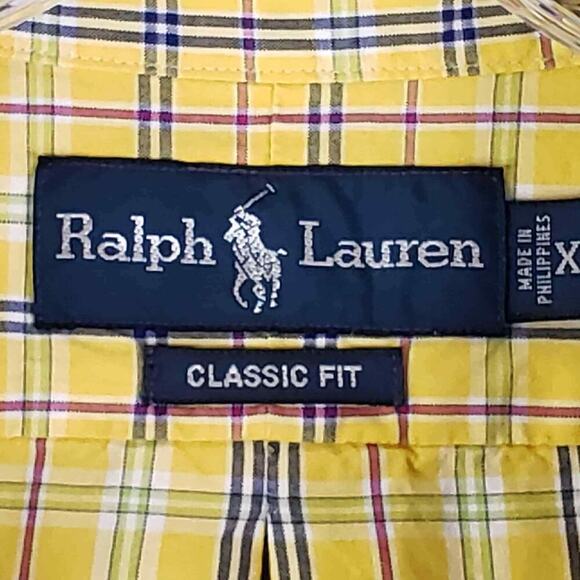 Ralph Lauren
MADE IN
PHILIPPINES
X
CLASSIC FIT